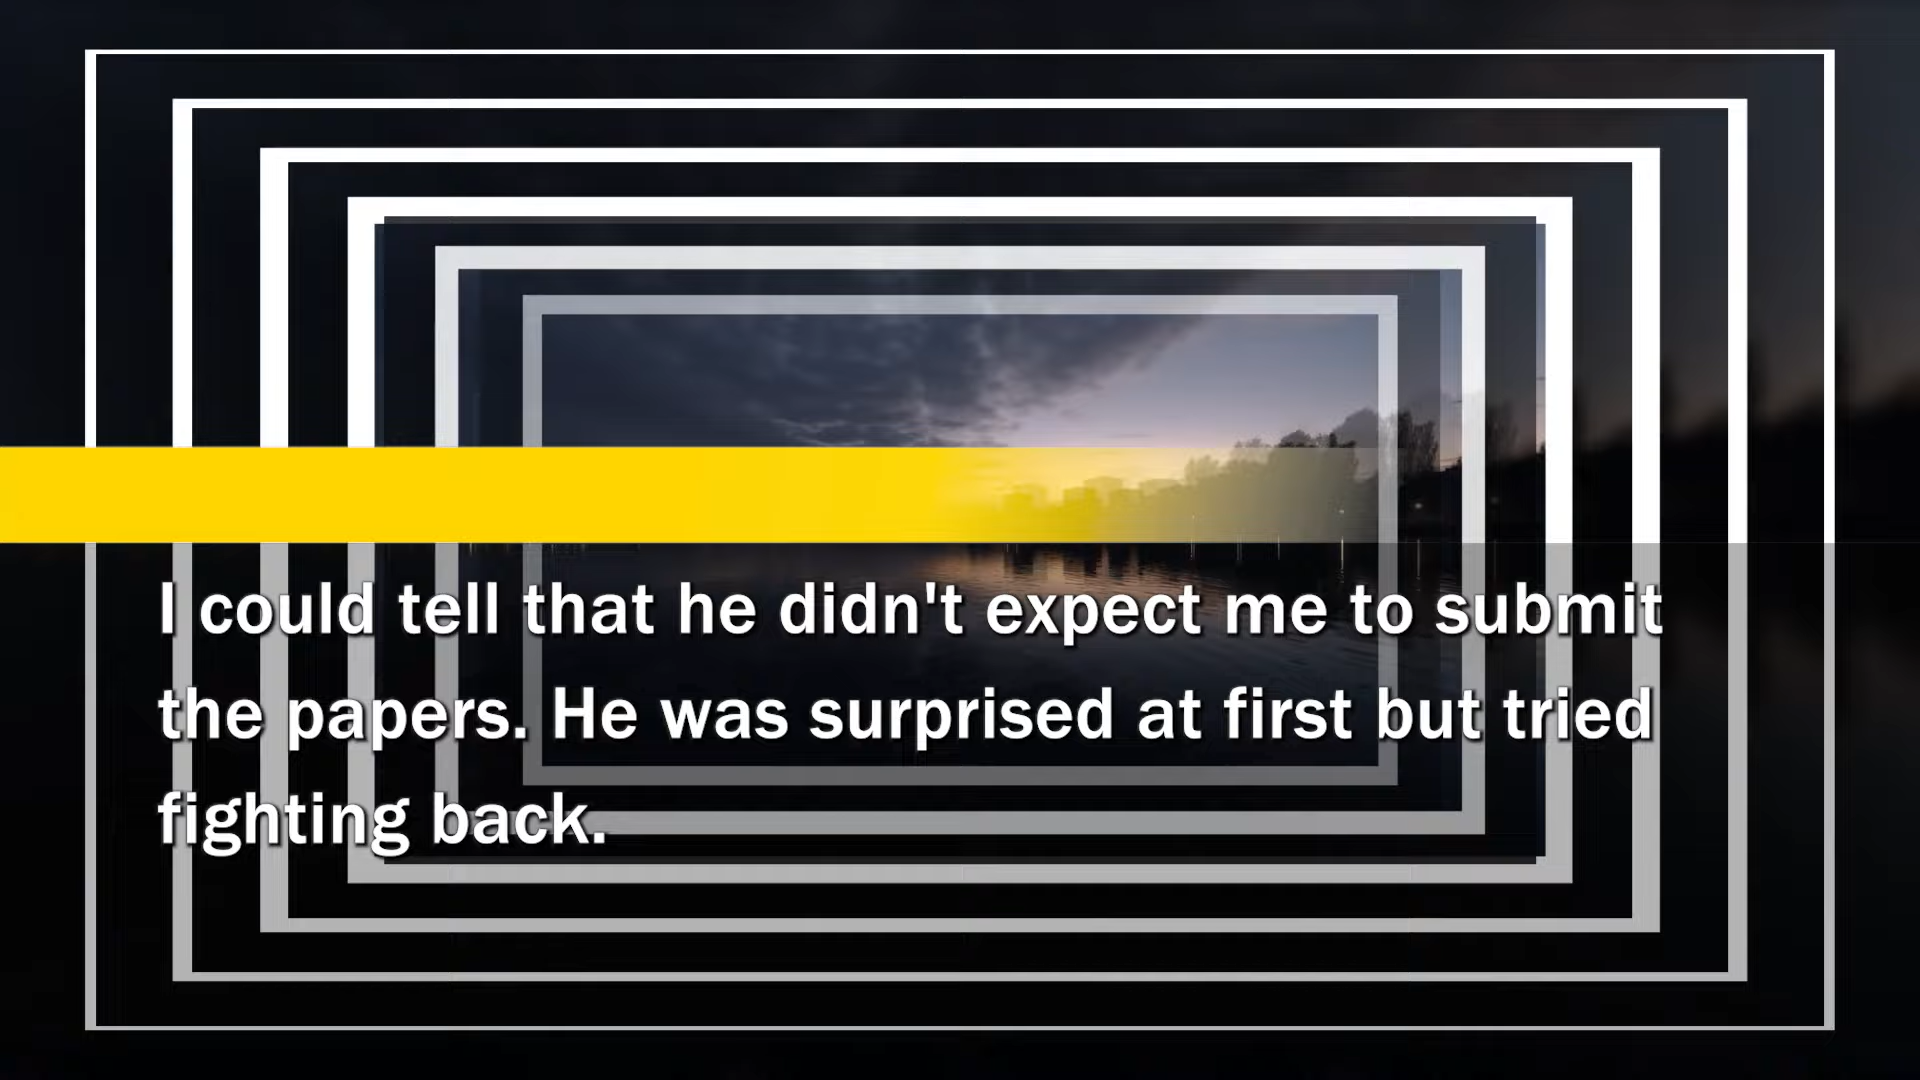 I could tell that he didn't expect me to submit
the papers. He was surprised at first but tried
fighting back.